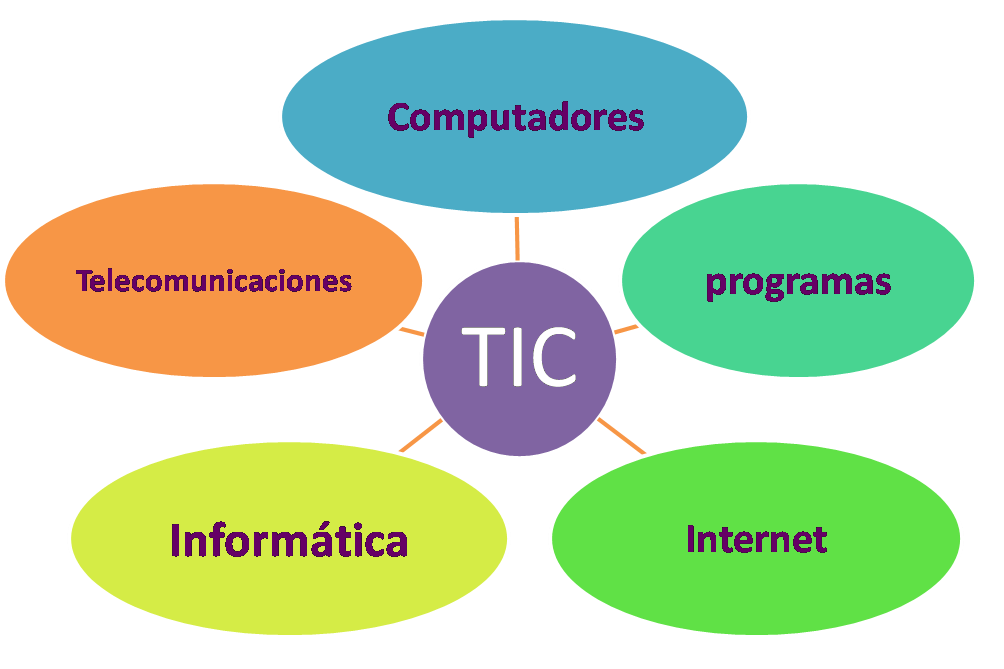 Computadores
Telecomunicaciones
programas
TIC
Informática
Internet